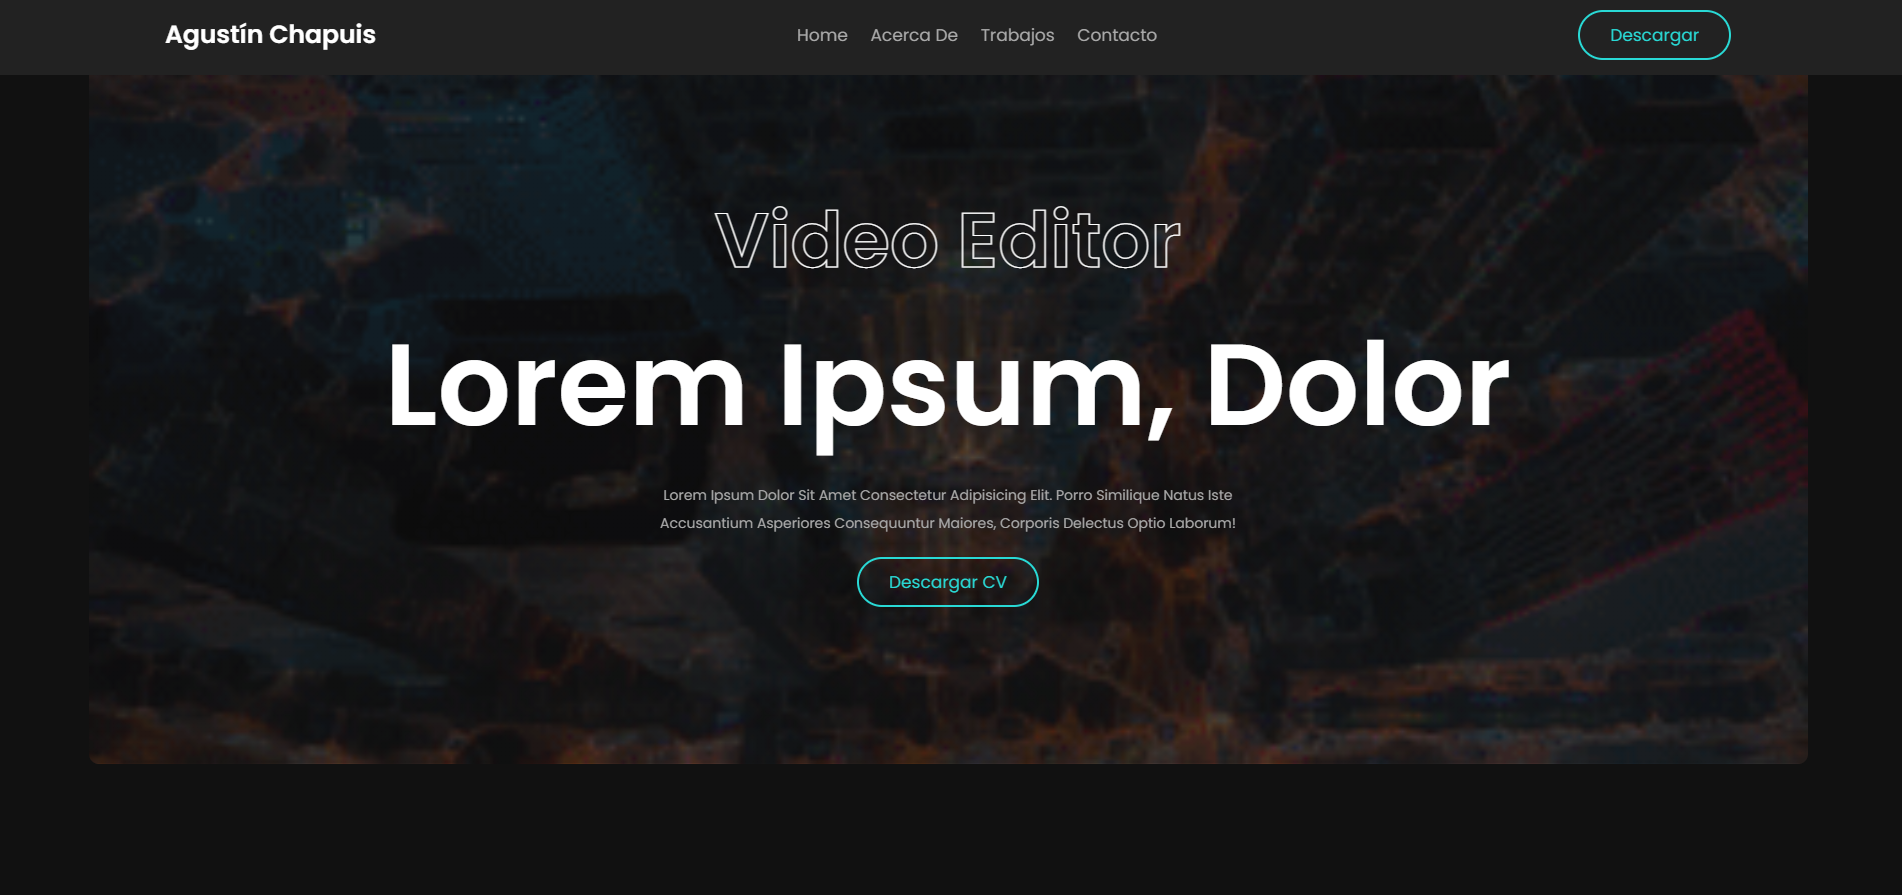 Agustín Chapuis
Home Acerca De Trabajos Contacto
Descargar
Video Editor
Lorem Ipsum, Dolor
Lorem Ipsum Dolor Sit Amet Consectetur Adipisicing Elit. Porro Similique Natus Iste
Accusantium Asperiores Consequuntur Maiores, Corporis Delectus Optio Laborum!
Descargar CV